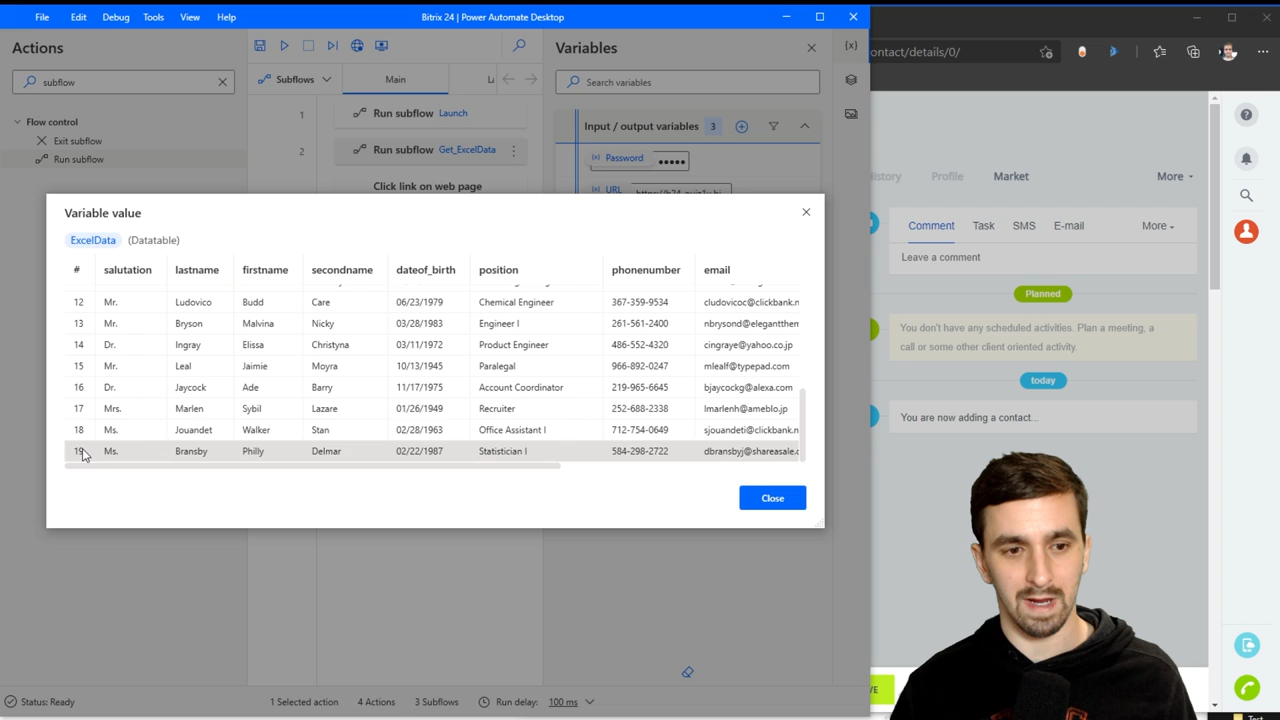 File Edit Debug Tools View Help
Bitrix 24 | Power Automate Desktop
Actions
subflow
Flow control
Exit subflow
Run subflow
Subflows
Main
1
Run subflow Launch
2
Run subflow Get_ExcelData
Click link on web page
Variables
{x}
Search variables
Input / output variables 3
Password •••••
URL
ontact/details/0/
Profile
Market
More
Comment Task SMS E-mail More
Leave a comment
Planned
You don't have any scheduled activities. Plan a meeting, a
call or some other client oriented activity.
today
You are now adding a contact...
Variable value
ExcelData (Datatable)
# salutation lastname firstname secondname dateof_birth position phonenumber email
12 Mr. Ludovico Budd Care 06/23/1979 Chemical Engineer 367-359-9534 cludovicoc@clickbank.n
13 Mr. Bryson Malvina Nicky 03/28/1983 Engineer I 261-561-2400 nbrysond@elegantthem
14 Dr. Ingray Elissa Christyna 03/11/1972 Product Engineer 486-552-4320 cingraye@yahoo.co.jp
15 Mr. Leal Jaimie Moyra 10/13/1945 Paralegal 966-892-0247 mlealf@typepad.com
16 Dr. Jaycock Ade Barry 11/17/1975 Account Coordinator 219-965-6645 bjaycockg@alexa.com
17 Mrs. Marlen Sybil Lazare 01/26/1949 Recruiter 252-688-2338 lmarlenh@ameblo.jp
18 Ms. Jouandet Walker Stan 02/28/1963 Office Assistant I 712-754-0649 sjouandeti@clickbank.n
19 Ms. Bransby Philly Delmar 02/22/1987 Statistician I 584-298-2722 dbransbyj@shareasale.c
Close
Status: Ready
1 Selected action
4 Actions
3 Subflows
Run delay: 100 ms